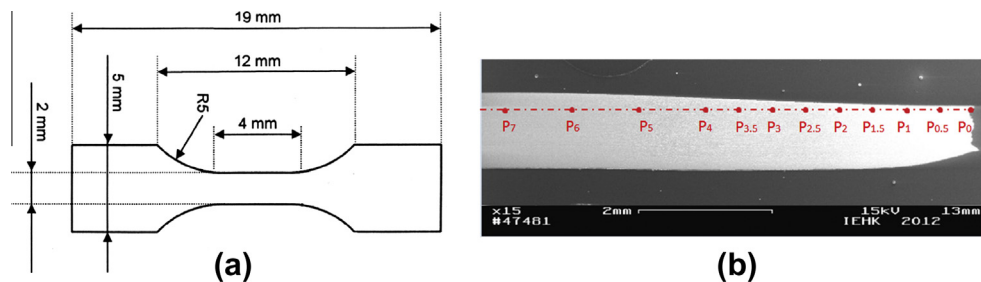 19 mm
12 mm
5 mm
2 mm
R5
4 mm
(a)
P7 P6 P5 P4 P3.5 P3 P2.5 P2 P1.5 P1 P0.5 P0
x15 2mm 15kV 13mm
#47481 IEHK 2012
(b)